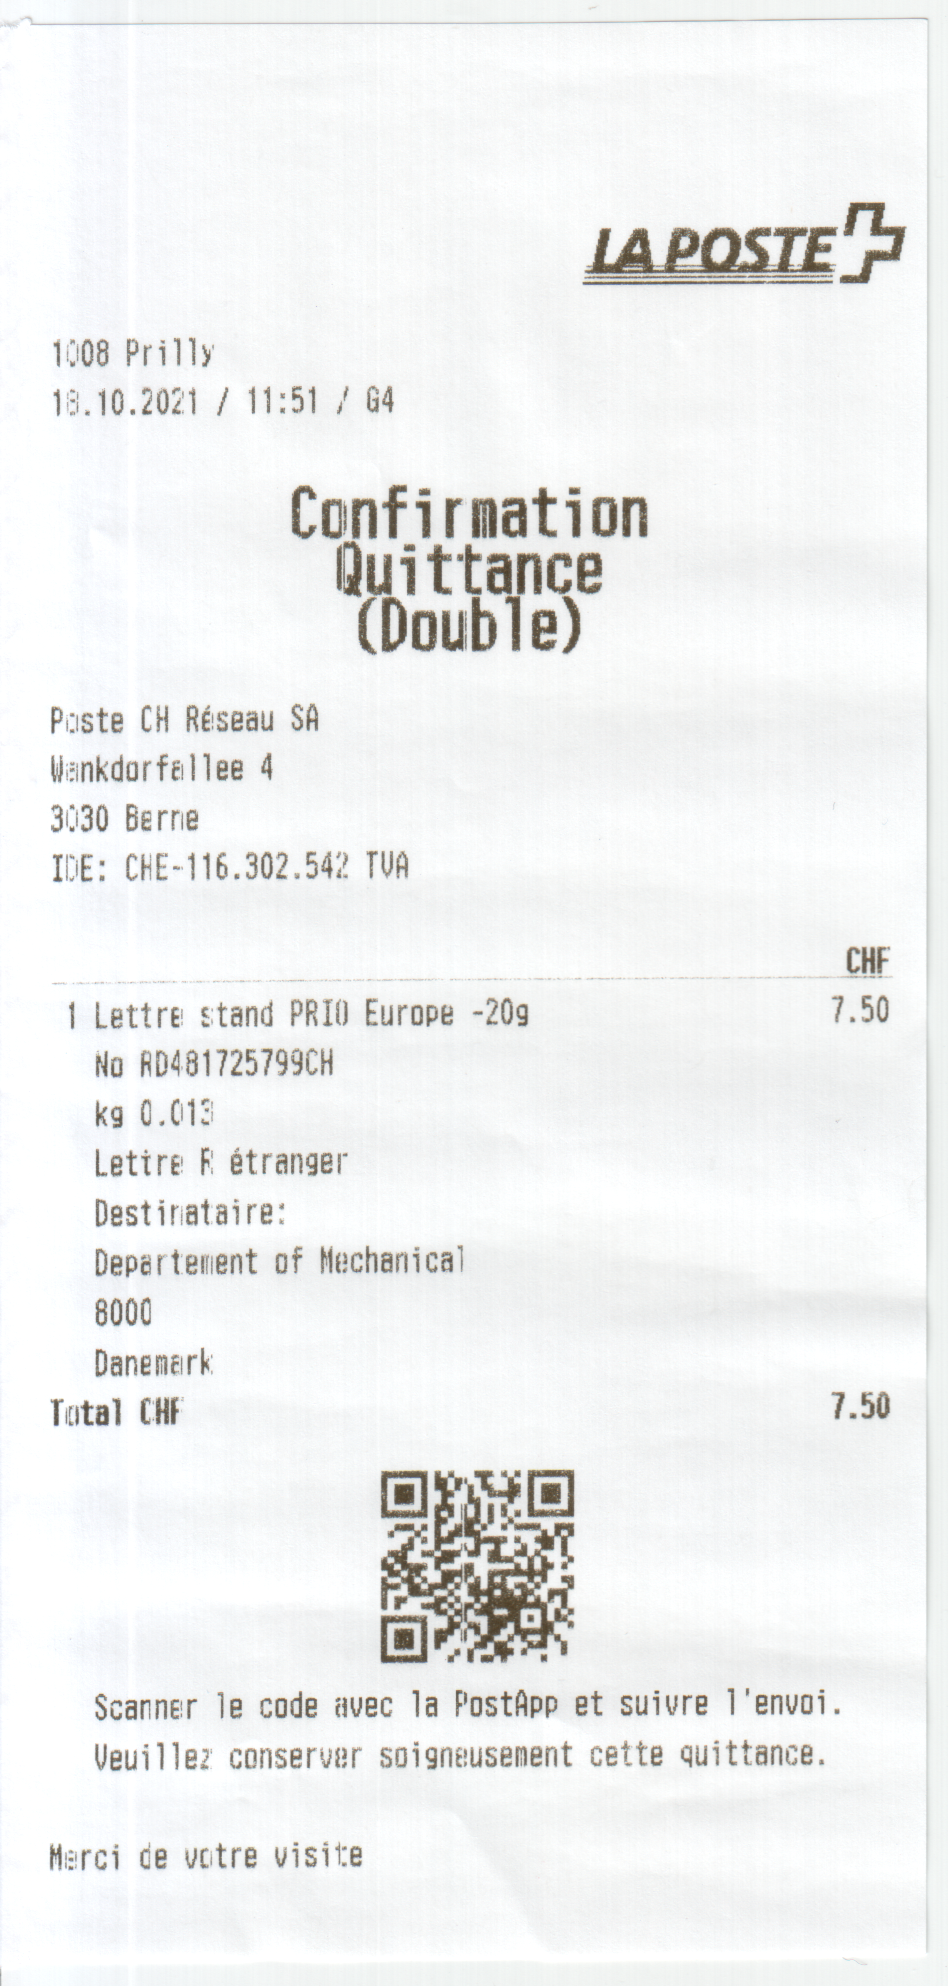 LA POSTE
1008 Prilly
18.10.2021 / 11:51 / G4
Confirmation
Quittance
(Double)
Poste CH Réseau SA
Wankdorfallee 4
3030 Berne
IDE: CHE-116.302.542 TVA
CHF
1 Lettre stand PRIO Europe -20g 7.50
No RD481725799CH
kg 0.013
Lettre R étranger
Destinataire:
Departement of Mechanical
8000
Danemark
Total CHF 7.50
Scanner le code avec la PostApp et suivre l'envoi.
Veuillez conserver soigneusement cette quittance.
Merci de votre visite